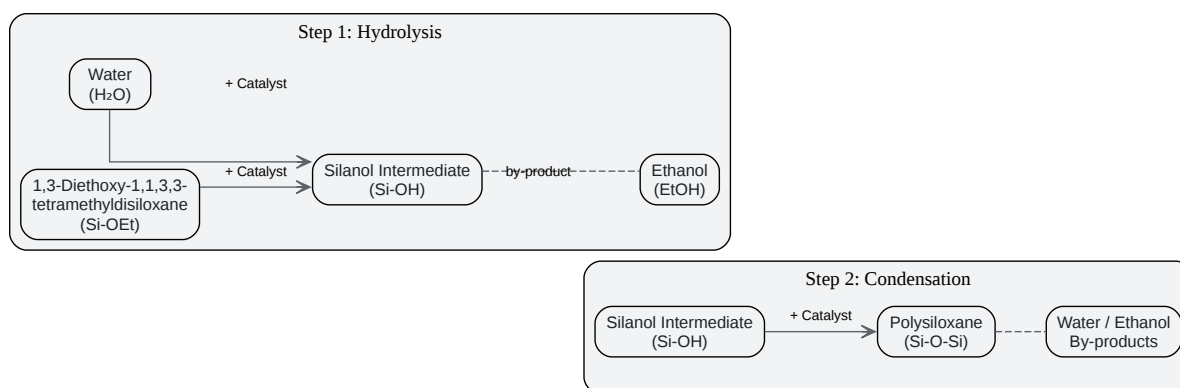 Step 1: Hydrolysis
Water
(H₂O)
+ Catalyst
+ Catalyst
1,3-Diethoxy-1,1,3,3-
tetramethyldisiloxane
(Si-OEt)
Silanol Intermediate
(Si-OH)
by-product
Ethanol
(EtOH)
Step 2: Condensation
Silanol Intermediate
(Si-OH)
+ Catalyst
Polysiloxane
(Si-O-Si)
Water / Ethanol
By-products